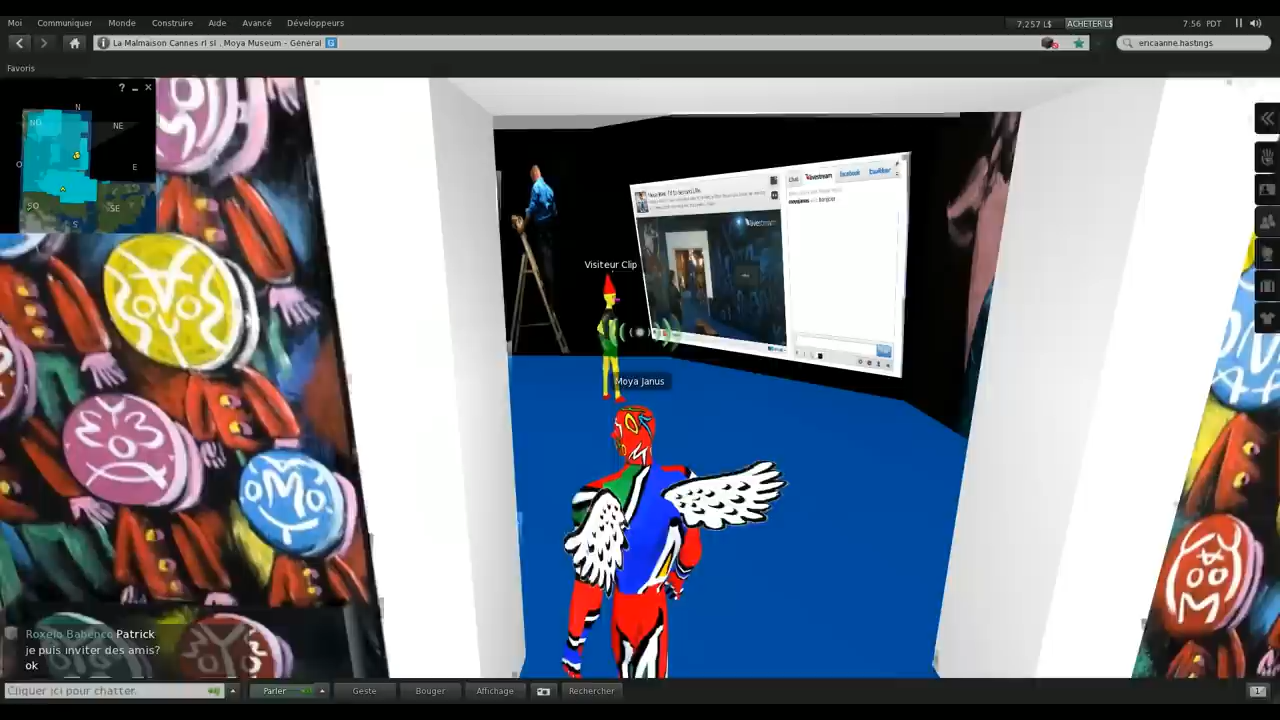 Moi Communiquer Monde Construire Aide Avancé Développeurs
7,257 L$ ACHETER L$ 7:56 PDT
La Malmaison Cannes rl sl , Moya Museum - Général G
ericaanne.hastings
Favoris
? _ ×
N
NO NE
O E
SO SE
S
livestream facebook twitter
livestream
Visiteur Clip
Moya Janus
Roxelo Babenco Patrick
je puis inviter des amis?
ok
Cliquer ici pour chatter. Parler Geste Bouger Affichage Rechercher 1